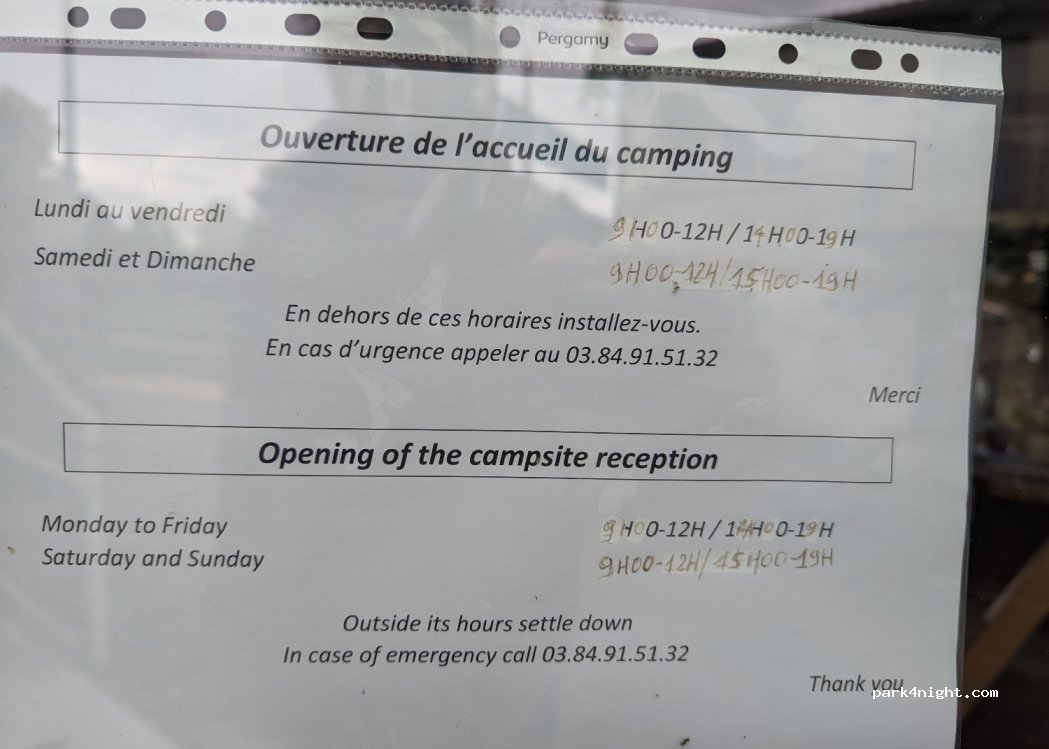 Pergamy
Ouverture de l'accueil du camping
Lundi au vendredi 9H00-12H / 14H00-19H
Samedi et Dimanche 9H00-12H / 15H00-19H
En dehors de ces horaires installez-vous.
En cas d'urgence appeler au 03.84.91.51.32
Merci
Opening of the campsite reception
Monday to Friday 9H00-12H / 14H00-19H
Saturday and Sunday 9H00-12H / 15H00-19H
Outside its hours settle down
In case of emergency call 03.84.91.51.32
Thank you
park4night.com